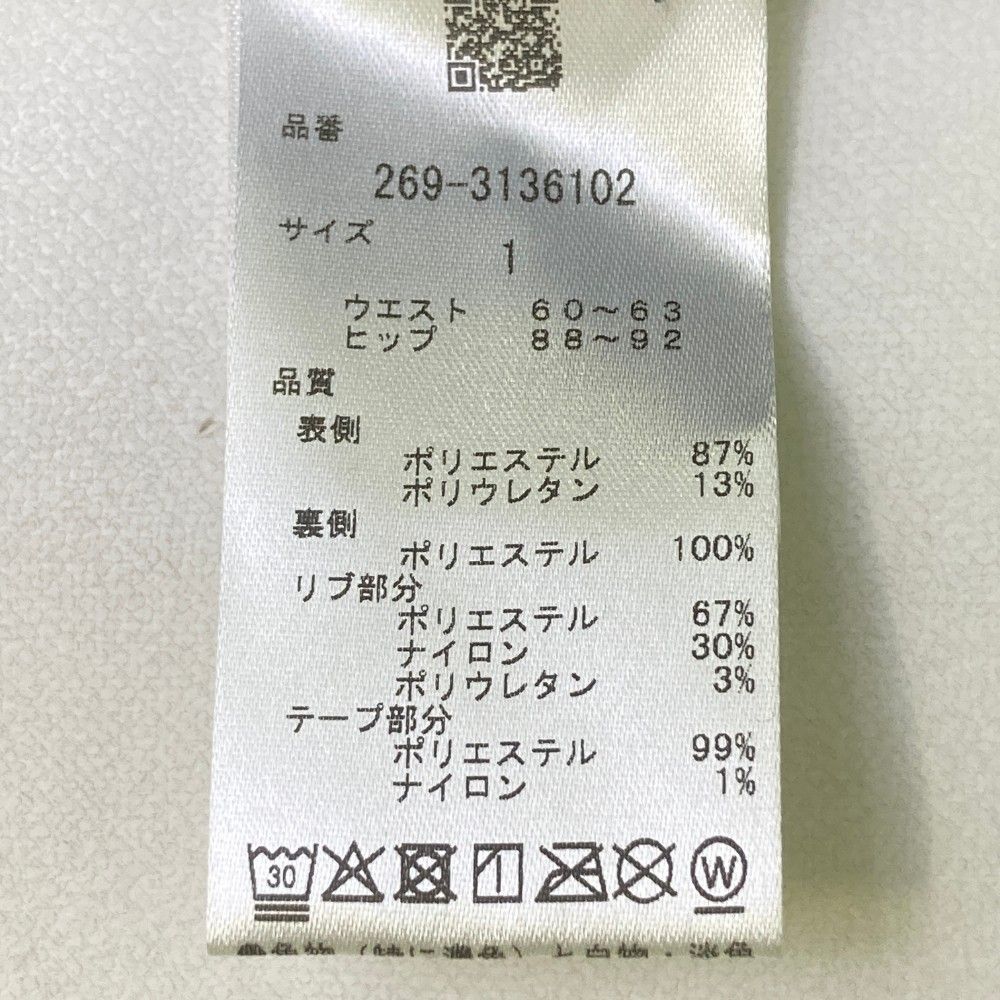 品番
269-3136102
サイズ
1
ウエスト 60～63
ヒップ 88～92
品質
表側
ポリエステル 87%
ポリウレタン 13%
裏側
ポリエステル 100%
リブ部分
ポリエステル 67%
ナイロン 30%
ポリウレタン 3%
テープ部分
ポリエステル 99%
ナイロン 1%
30 W